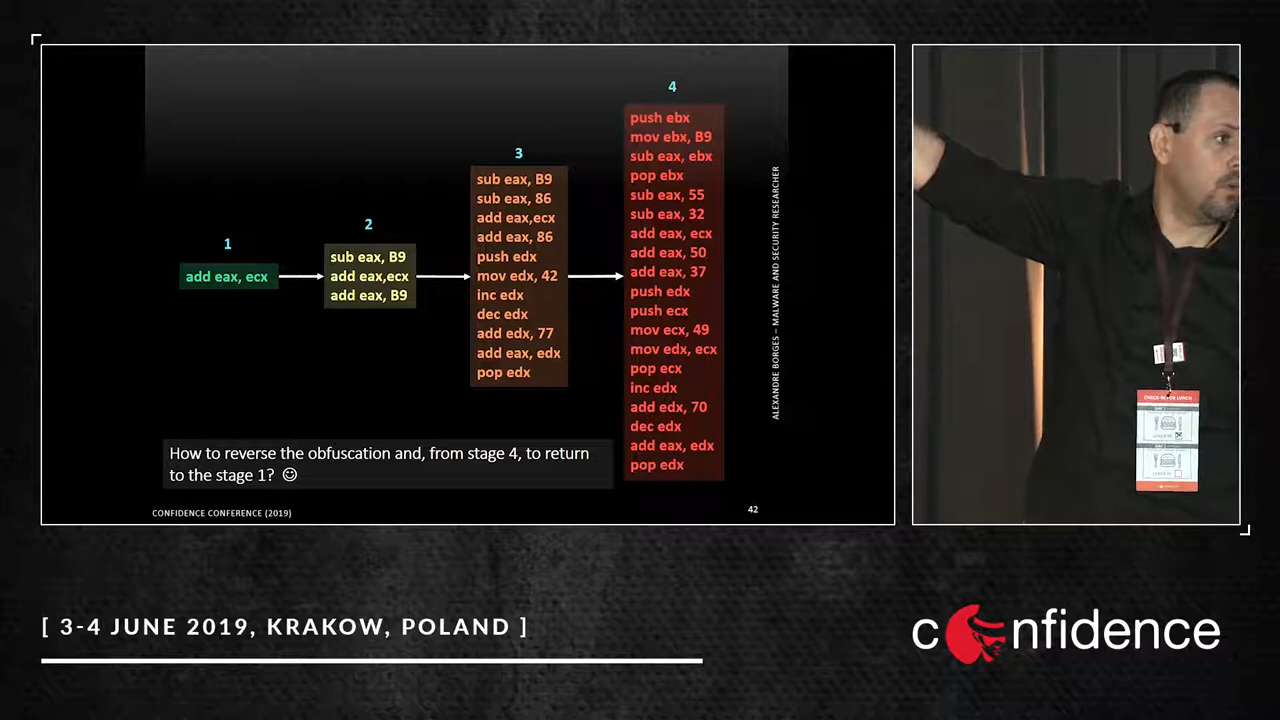 1
add eax, ecx
2
sub eax, B9
add eax,ecx
add eax, B9
3
sub eax, B9
sub eax, 86
add eax,ecx
add eax, 86
push edx
mov edx, 42
inc edx
dec edx
add edx, 77
add eax, edx
pop edx
4
push ebx
mov ebx, B9
sub eax, ebx
pop ebx
sub eax, 55
sub eax, 32
add eax, ecx
add eax, 50
add eax, 37
push edx
push ecx
mov ecx, 49
mov edx, ecx
pop ecx
inc edx
add edx, 70
dec edx
add eax, edx
pop edx
ALEXANDRE BORGES – MALWARE AND SECURITY RESEARCHER
How to reverse the obfuscation and, from stage 4, to return
to the stage 1? ☺
CONFIDENCE CONFERENCE (2019)
42
CHECK-IN FOR LUNCH
[ 3-4 JUNE 2019, KRAKOW, POLAND ]
confidence